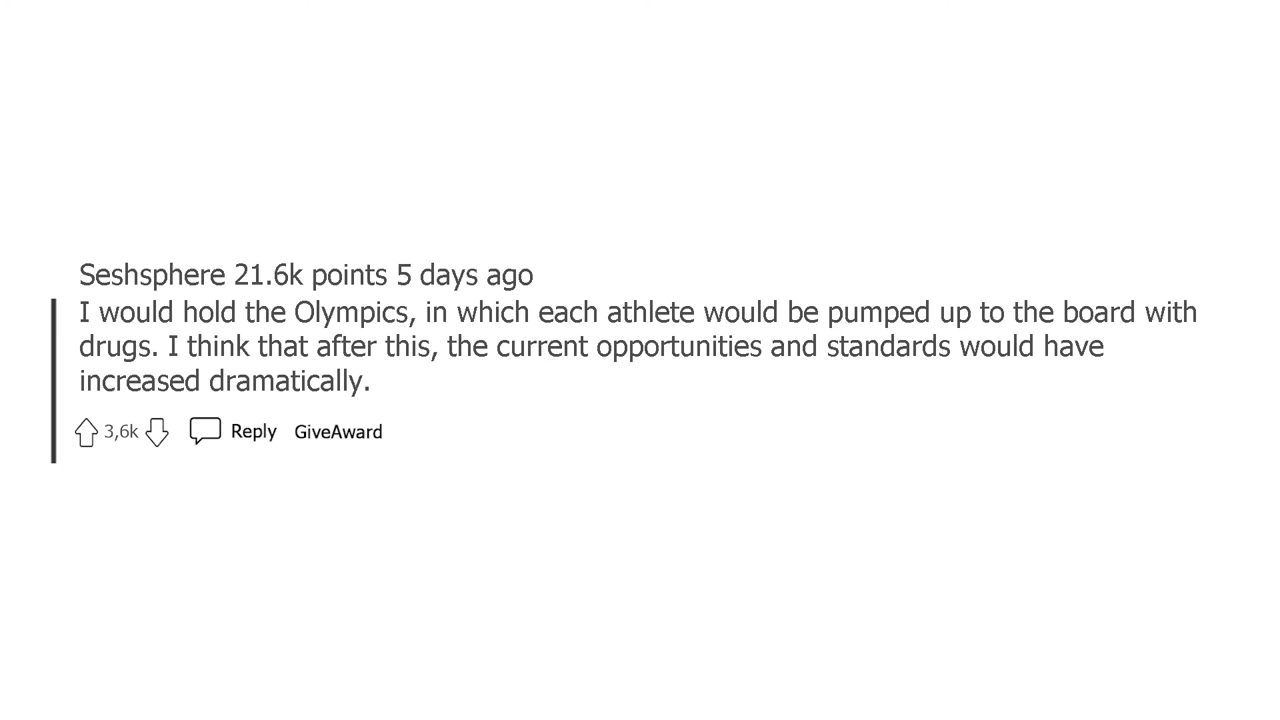 Seshsphere 21.6k points 5 days ago
I would hold the Olympics, in which each athlete would be pumped up to the board with
drugs. I think that after this, the current opportunities and standards would have
increased dramatically.
3,6k Reply GiveAward